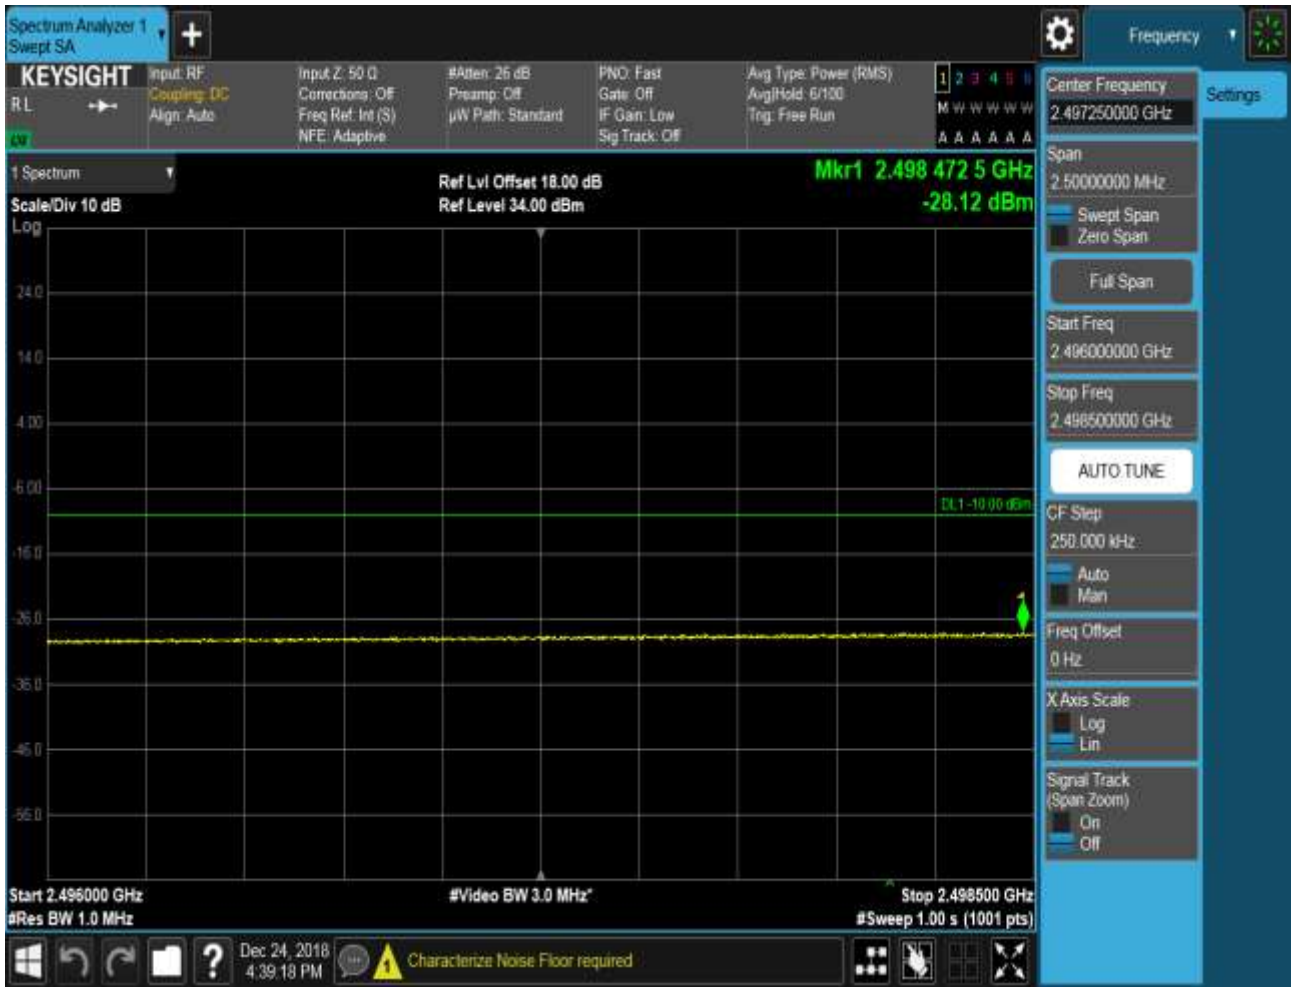 Spectrum Analyzer 1
Swept SA
+
Frequency
KEYSIGHT
RL
Input: RF
Coupling: DC
Align: Auto
Input Z: 50 Ω
Corrections: Off
Freq Ref: Int (S)
NFE: Adaptive
#Atten: 26 dB
Preamp: Off
µW Path: Standard
PNO: Fast
Gate: Off
IF Gain: Low
Sig Track: Off
Avg Type: Power (RMS)
Avg|Hold: 6/100
Trig: Free Run
1 2 3 4 5 6
M W W W W W
A A A A A A
1 Spectrum
Scale/Div 10 dB
Log
Ref Lvl Offset 18.00 dB
Ref Level 34.00 dBm
Mkr1 2.498 472 5 GHz
-28.12 dBm
24.0
14.0
4.00
-6.00
-16.0
-26.0
-36.0
-46.0
-56.0
DL1 -10.00 dBm
1
Start 2.496000 GHz
#Video BW 3.0 MHz*
Stop 2.498500 GHz
#Res BW 1.0 MHz
#Sweep 1.00 s (1001 pts)
Center Frequency
2.497250000 GHz
Settings
Span
2.50000000 MHz
Swept Span
Zero Span
Full Span
Start Freq
2.496000000 GHz
Stop Freq
2.498500000 GHz
AUTO TUNE
CF Step
250.000 kHz
Auto
Man
Freq Offset
0 Hz
X Axis Scale
Log
Lin
Signal Track
(Span Zoom)
On
Off
?
Dec 24, 2018
4:39:18 PM
1
Characterize Noise Floor required